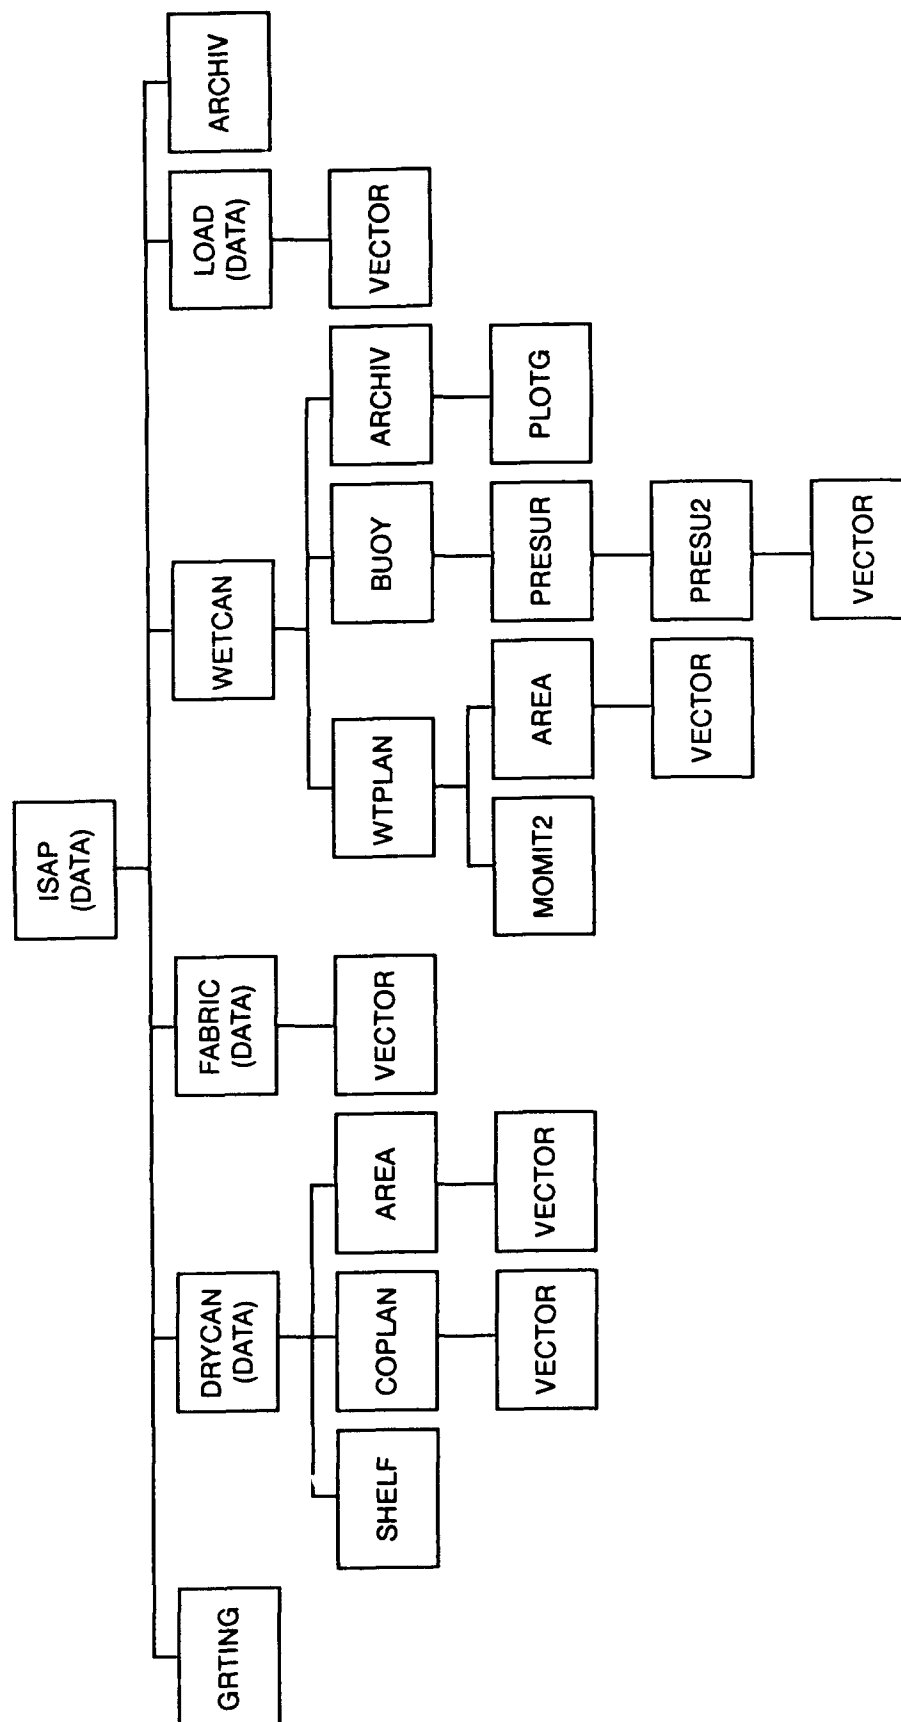 ISAP
(DATA)
GRTING
DRYCAN
(DATA)
FABRIC
(DATA)
WETCAN
LOAD
(DATA)
ARCHIV
SHELF
COPLAN
AREA
VECTOR
WTPLAN
BUOY
ARCHIV
VECTOR
VECTOR
VECTOR
MOMIT2
AREA
PRESUR
PLOTG
VECTOR
PRESU2
VECTOR